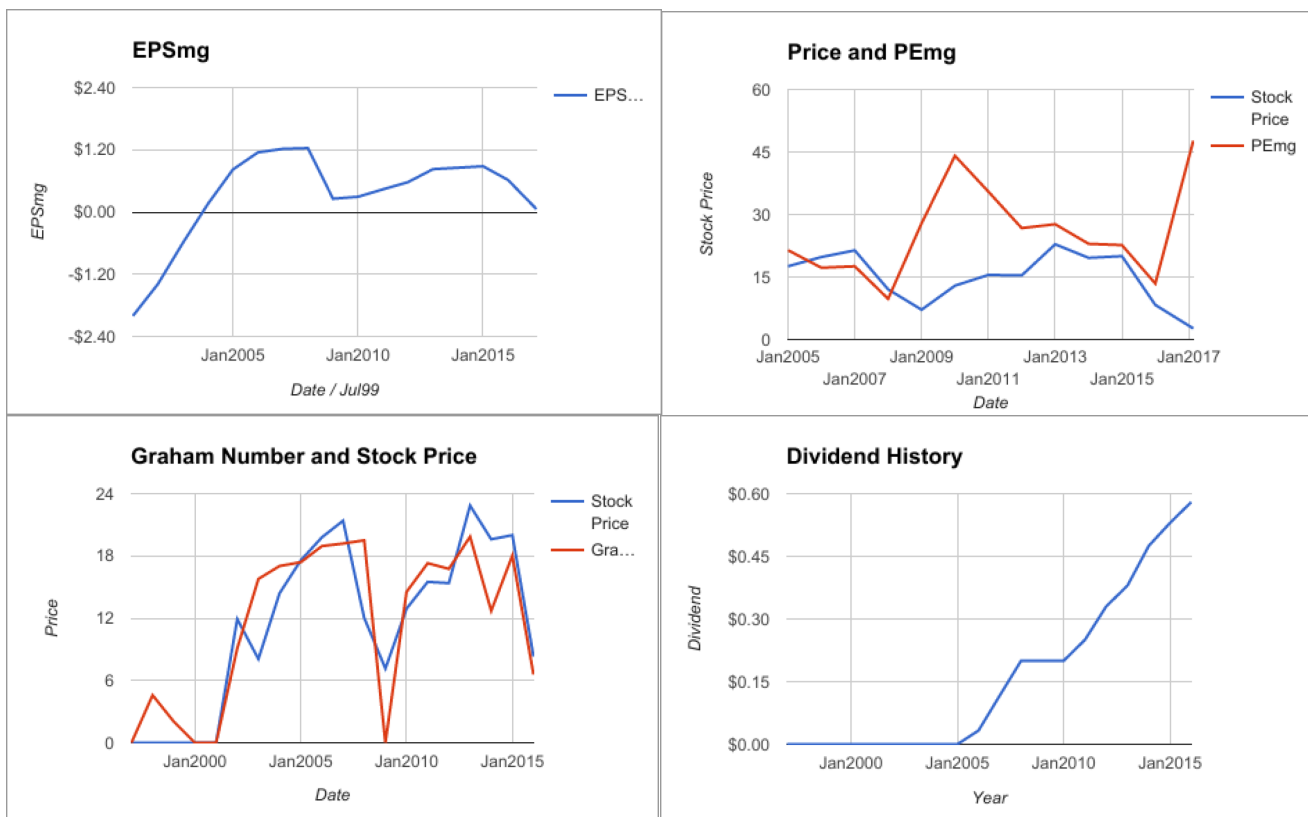 EPSmg
$2.40
$1.20
$0.00
-$1.20
-$2.40
EPSmg
Jan2005
Jan2010
Jan2015
Date / Jul99
EPS…
Price and PEmg
60
45
30
15
0
Stock Price
Jan2005
Jan2009
Jan2013
Jan2017
Jan2007
Jan2011
Jan2015
Date
Stock
Price
PEmg
Graham Number and Stock Price
24
18
12
6
0
Price
Jan2000
Jan2005
Jan2010
Jan2015
Date
Stock
Price
Gra…
Dividend History
$0.60
$0.45
$0.30
$0.15
$0.00
Dividend
Jan2000
Jan2005
Jan2010
Jan2015
Year